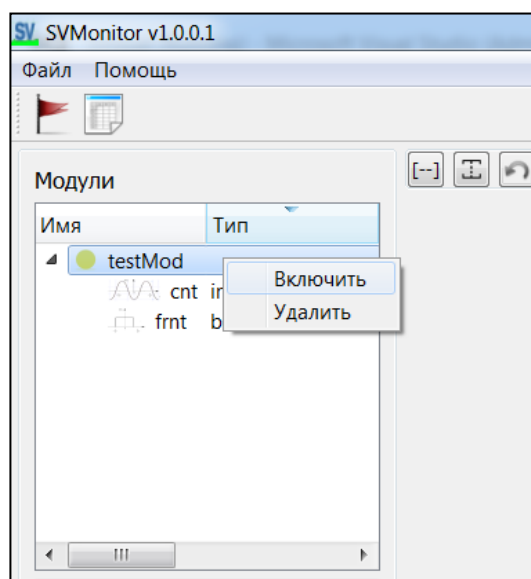 SV SVMonitor v1.0.0.1
Файл Помощь
[--]
Модули
Имя Тип
testMod
Включить
cnt
Удалить
frnt